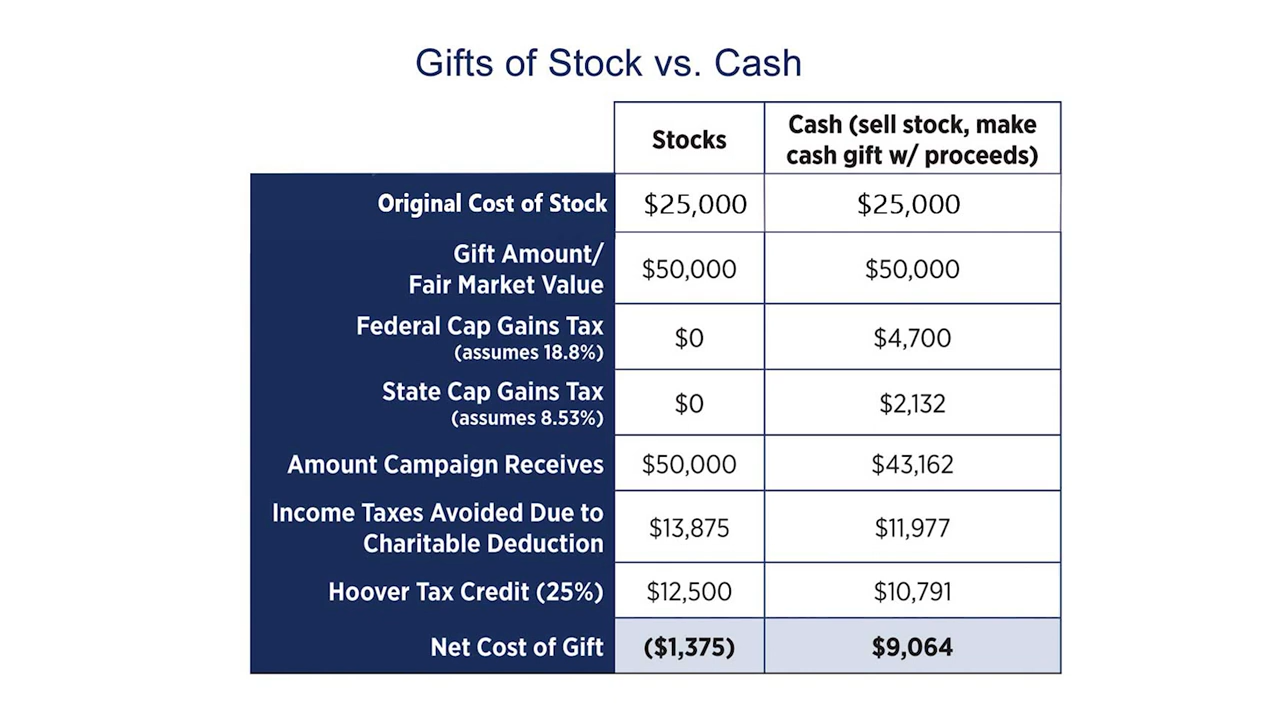 Gifts of Stock vs. Cash
Stocks
Cash (sell stock, make
cash gift w/ proceeds)
Original Cost of Stock $25,000 $25,000
Gift Amount/
Fair Market Value $50,000 $50,000
Federal Cap Gains Tax
(assumes 18.8%) $0 $4,700
State Cap Gains Tax
(assumes 8.53%) $0 $2,132
Amount Campaign Receives $50,000 $43,162
Income Taxes Avoided Due to
Charitable Deduction $13,875 $11,977
Hoover Tax Credit (25%) $12,500 $10,791
Net Cost of Gift ($1,375) $9,064